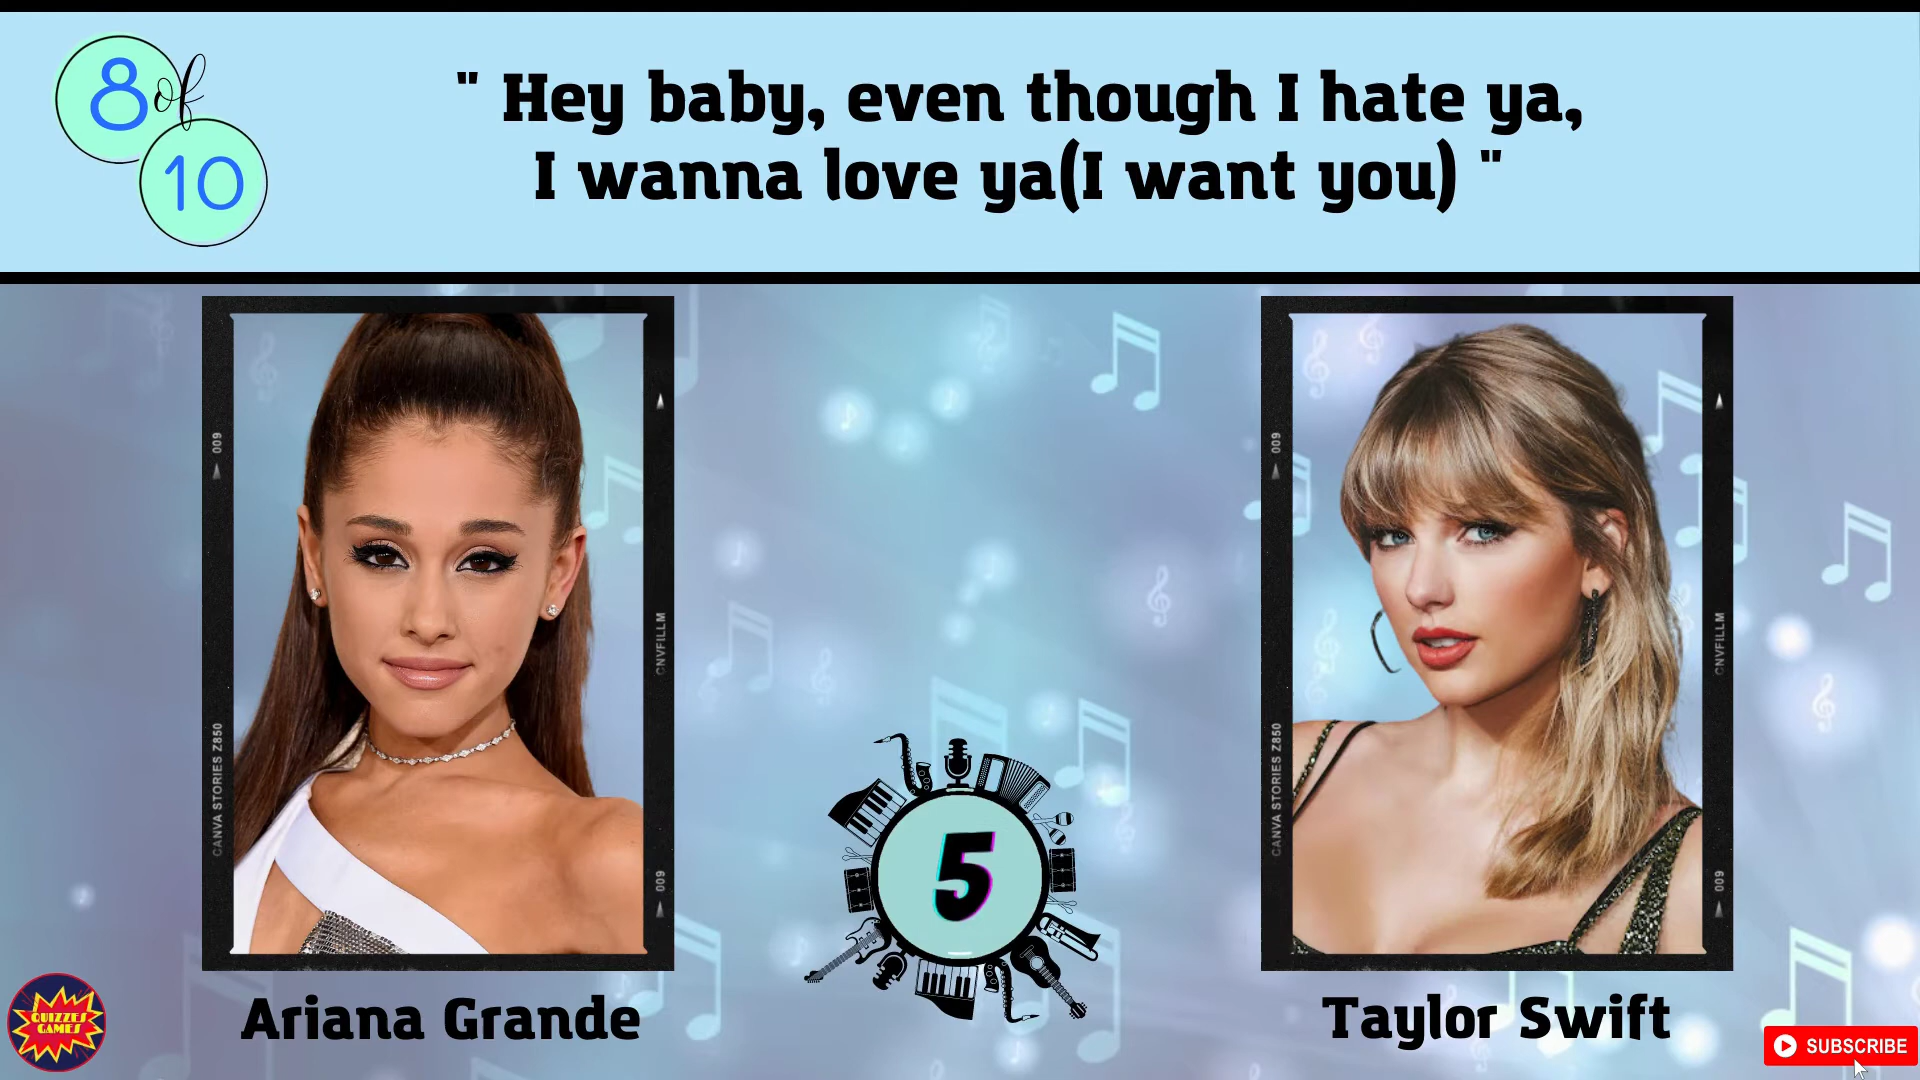 8 of
10
" Hey baby, even though I hate ya,
I wanna love ya(I want you) "
009
CANVA STORIES Z850
CNVFILLM
009
009
CANVA STORIES Z850
CNVFILLM
009
5
Ariana Grande
Taylor Swift
QUIZZES
GAMES
SUBSCRIBE